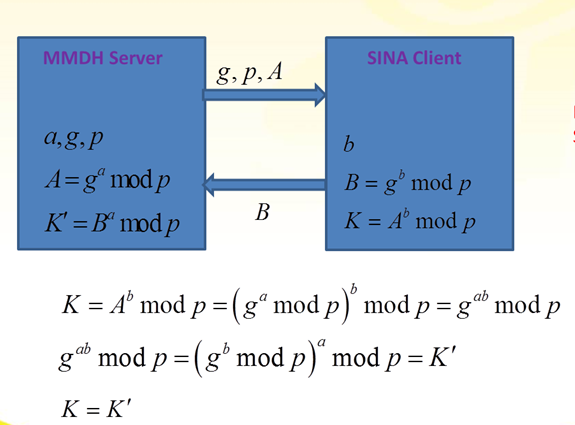 MMDH Server
g, p, A
SINA Client
a, g, p
A = g^a mod p
K′ = B^a mod p
b
B = g^b mod p
K = A^b mod p
B
K = A^b mod p = (g^a mod p)^b mod p = g^ab mod p
g^ab mod p = (g^b mod p)^a mod p = K′
K = K′